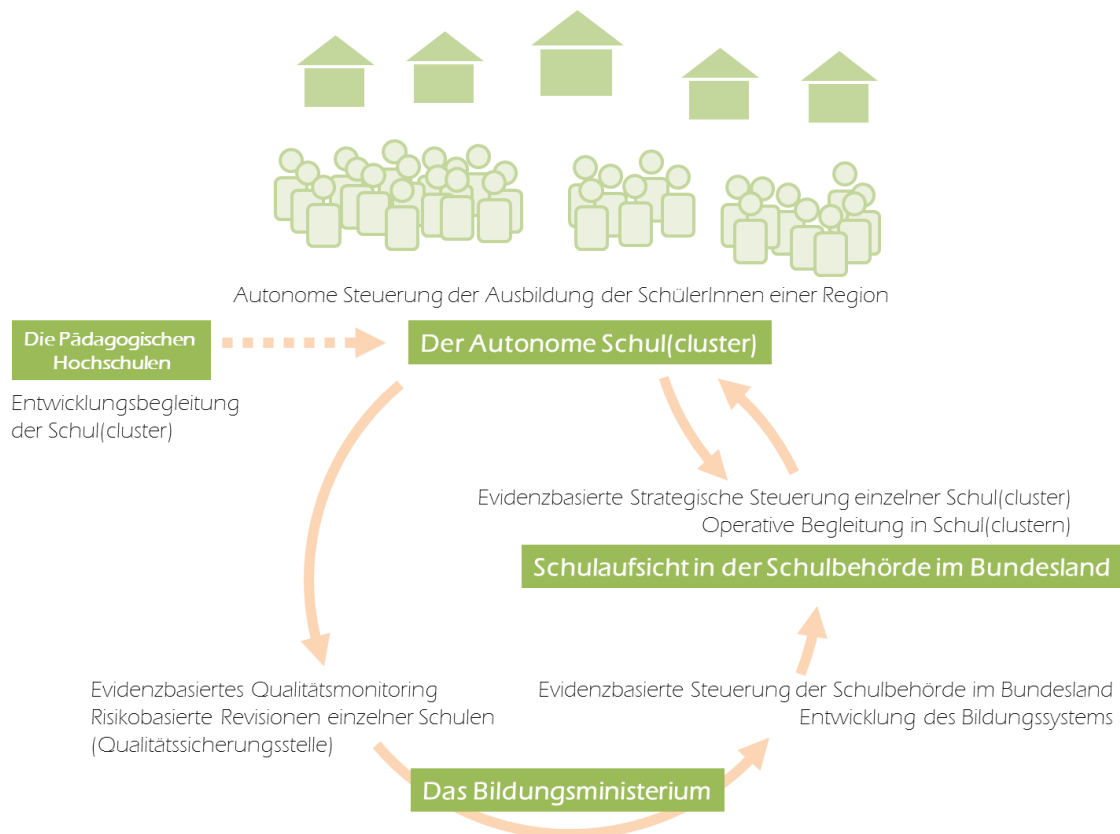 Autonome Steuerung der Ausbildung der SchülerInnen einer Region
Die Pädagogischen
Hochschulen
Der Autonome Schul(cluster)
Entwicklungsbegleitung
der Schul(cluster)
Evidenzbasierte Strategische Steuerung einzelner Schul(cluster)
Operative Begleitung in Schul(clustern)
Schulaufsicht in der Schulbehörde im Bundesland
Evidenzbasiertes Qualitätsmonitoring
Risikobasierte Revisionen einzelner Schulen
(Qualitätssicherungsstelle)
Evidenzbasierte Steuerung der Schulbehörde im Bundesland
Entwicklung des Bildungssystems
Das Bildungsministerium